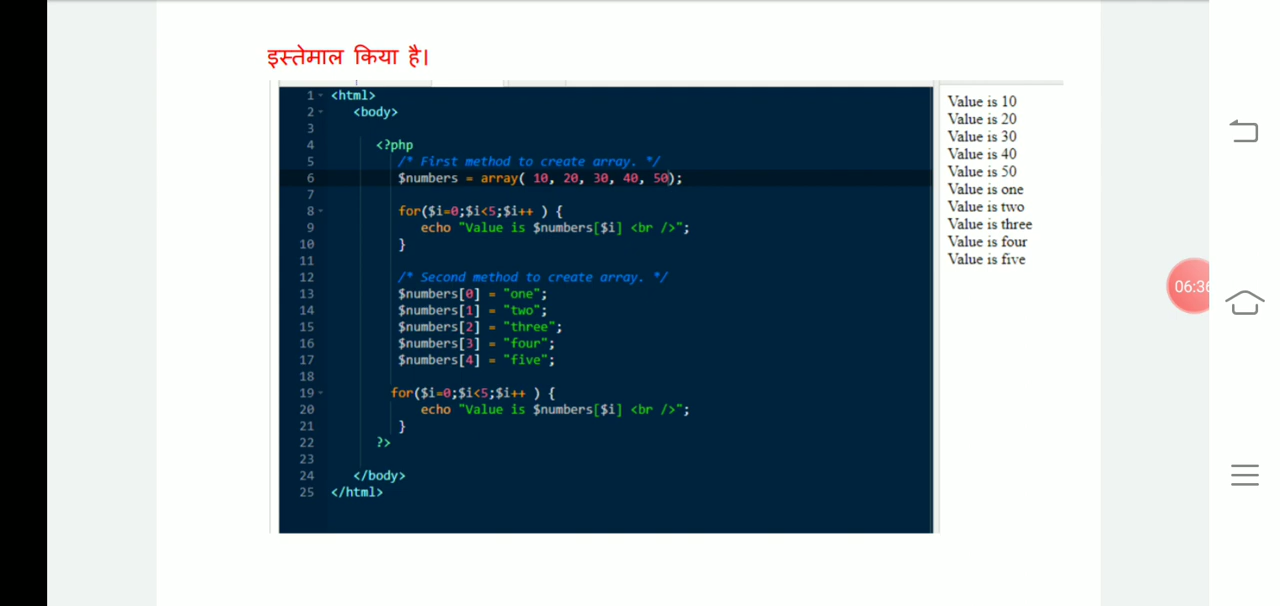 इस्तेमाल किया है।
1 <html>
2 <body>
3
4 <?php
5 /* First method to create array. */
6 $numbers = array( 10, 20, 30, 40, 50);
7
8 for($i=0;$i<5;$i++ ) {
9 echo "Value is $numbers[$i] <br />";
10 }
11
12 /* Second method to create array. */
13 $numbers[0] = "one";
14 $numbers[1] = "two";
15 $numbers[2] = "three";
16 $numbers[3] = "four";
17 $numbers[4] = "five";
18
19 for($i=0;$i<5;$i++ ) {
20 echo "Value is $numbers[$i] <br />";
21 }
22 ?>
23
24 </body>
25 </html>
Value is 10
Value is 20
Value is 30
Value is 40
Value is 50
Value is one
Value is two
Value is three
Value is four
Value is five
06:36